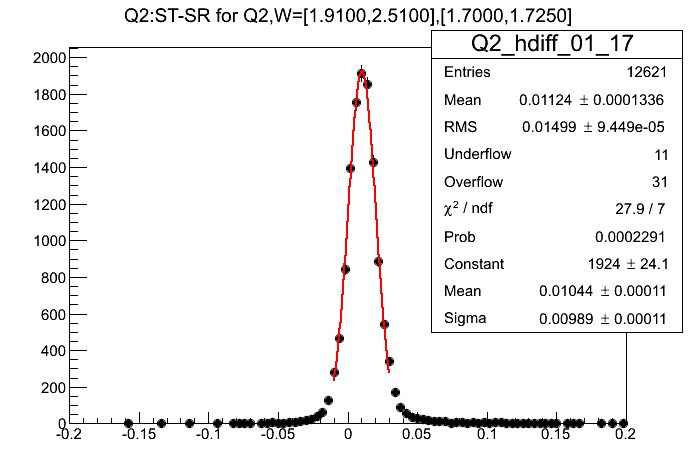 Q2:ST-SR for Q2,W=[1.9100,2.5100],[1.7000,1.7250]
Q2_hdiff_01_17
Entries 12621
Mean 0.01124 ± 0.0001336
RMS 0.01499 ± 9.449e-05
Underflow 11
Overflow 31
χ² / ndf 27.9 / 7
Prob 0.0002291
Constant 1924 ± 24.1
Mean 0.01044 ± 0.00011
Sigma 0.00989 ± 0.00011
2000
1800
1600
1400
1200
1000
800
600
400
200
0
-0.2 -0.15 -0.1 -0.05 0 0.05 0.1 0.15 0.2